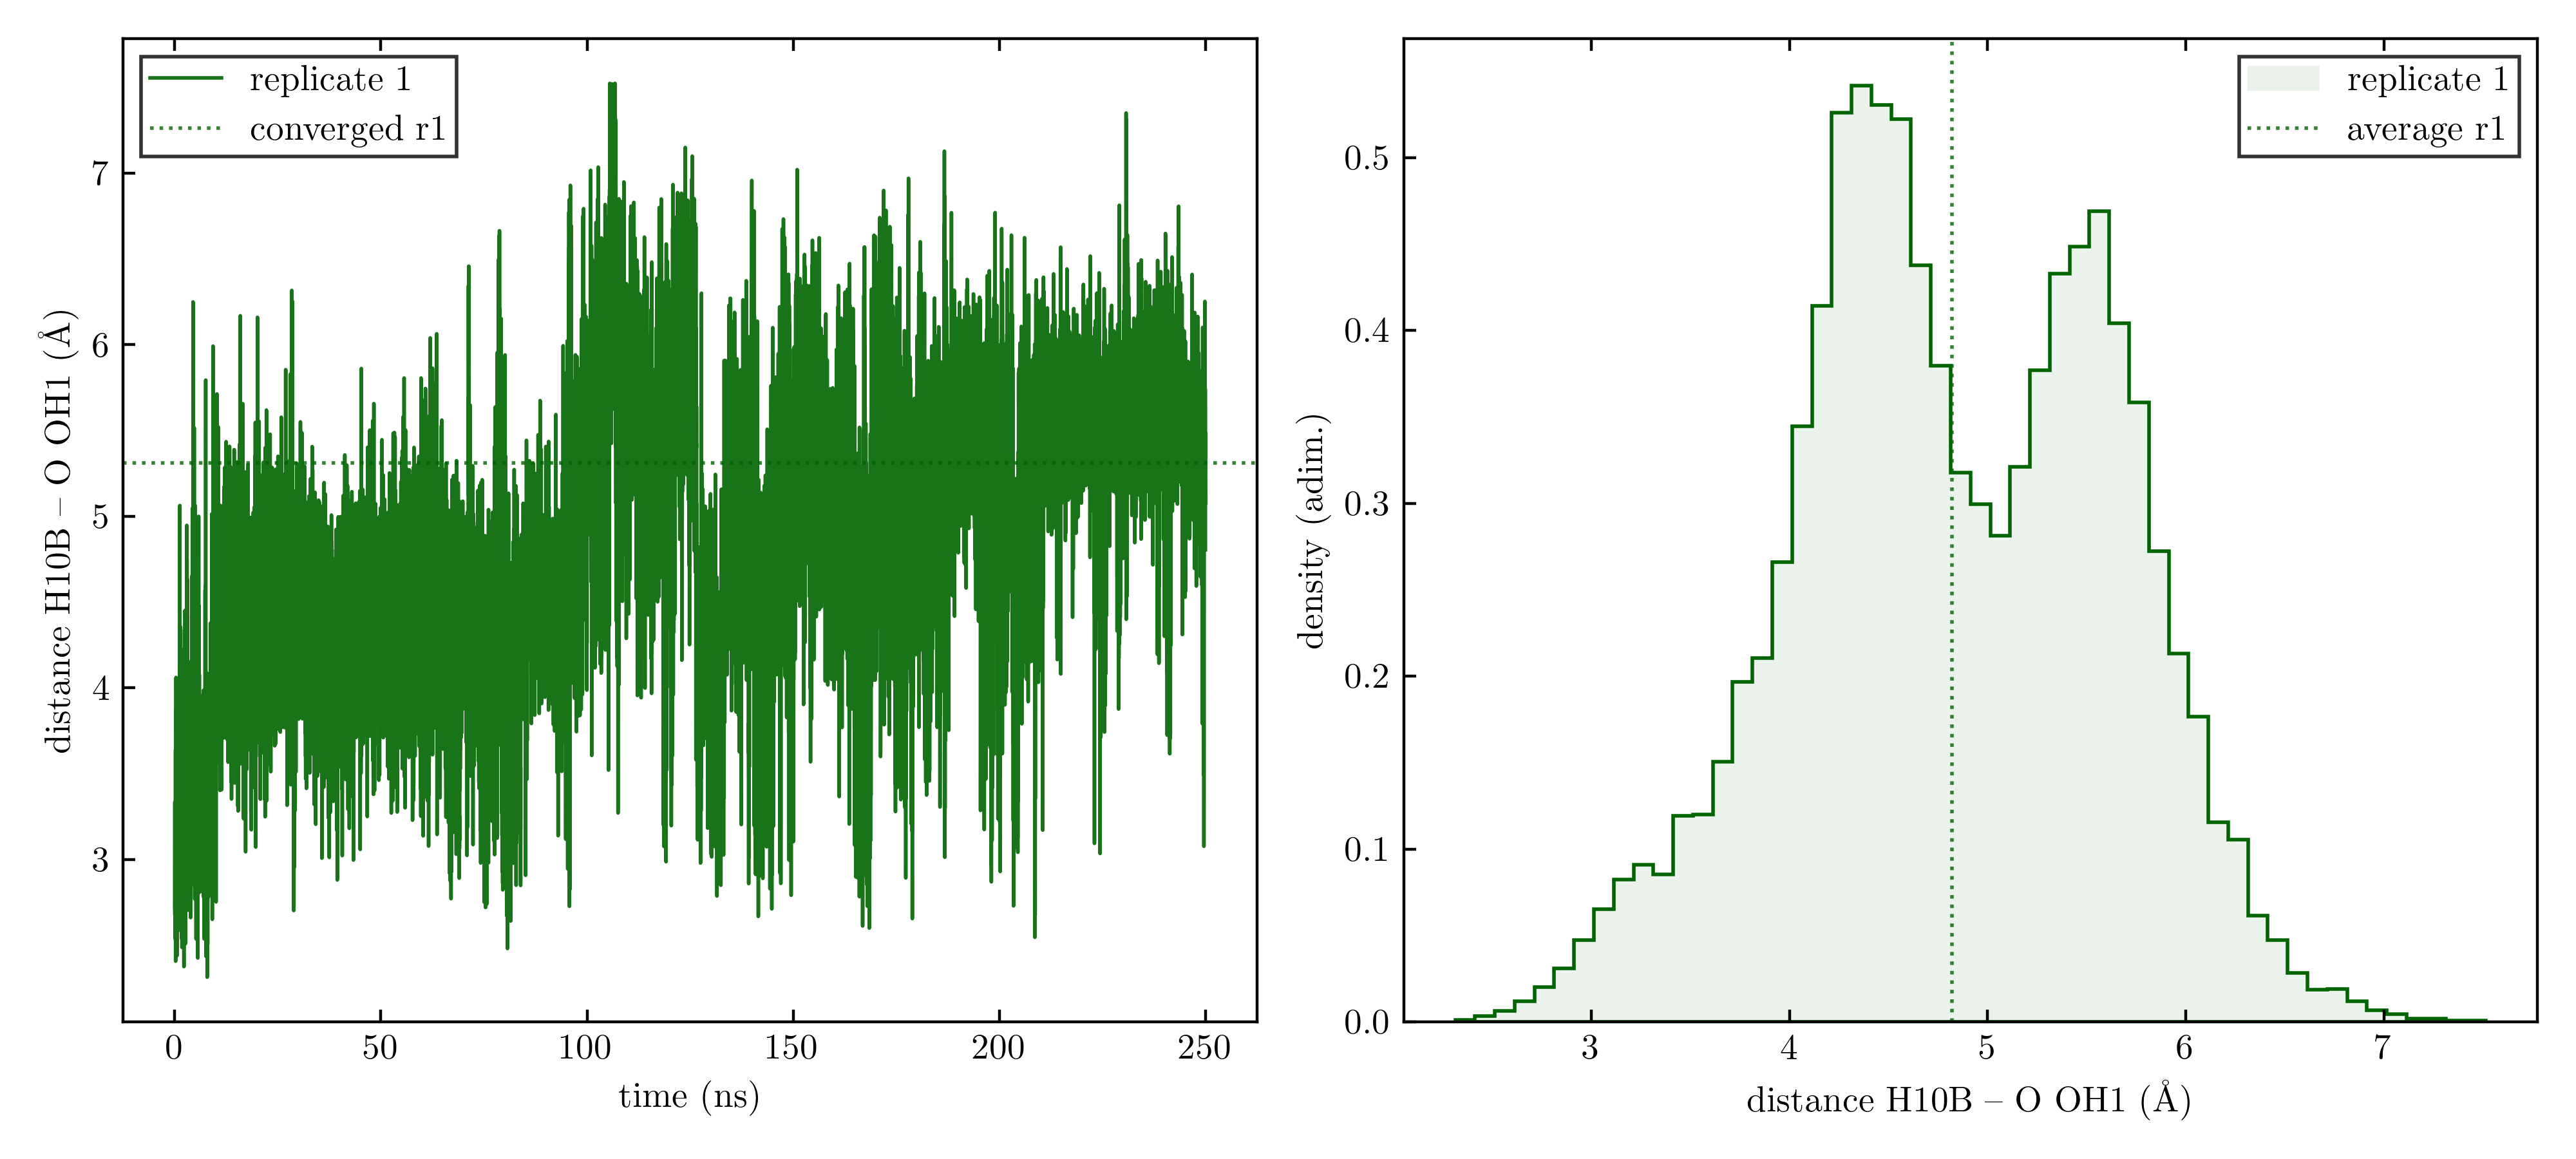 replicate 1
converged r1
7
6
5
4
3
distance H10B – O OH1 (Å)
0
50
100
150
200
250
time (ns)
replicate 1
average r1
0.5
0.4
0.3
0.2
0.1
0.0
density (adim.)
3
4
5
6
7
distance H10B – O OH1 (Å)